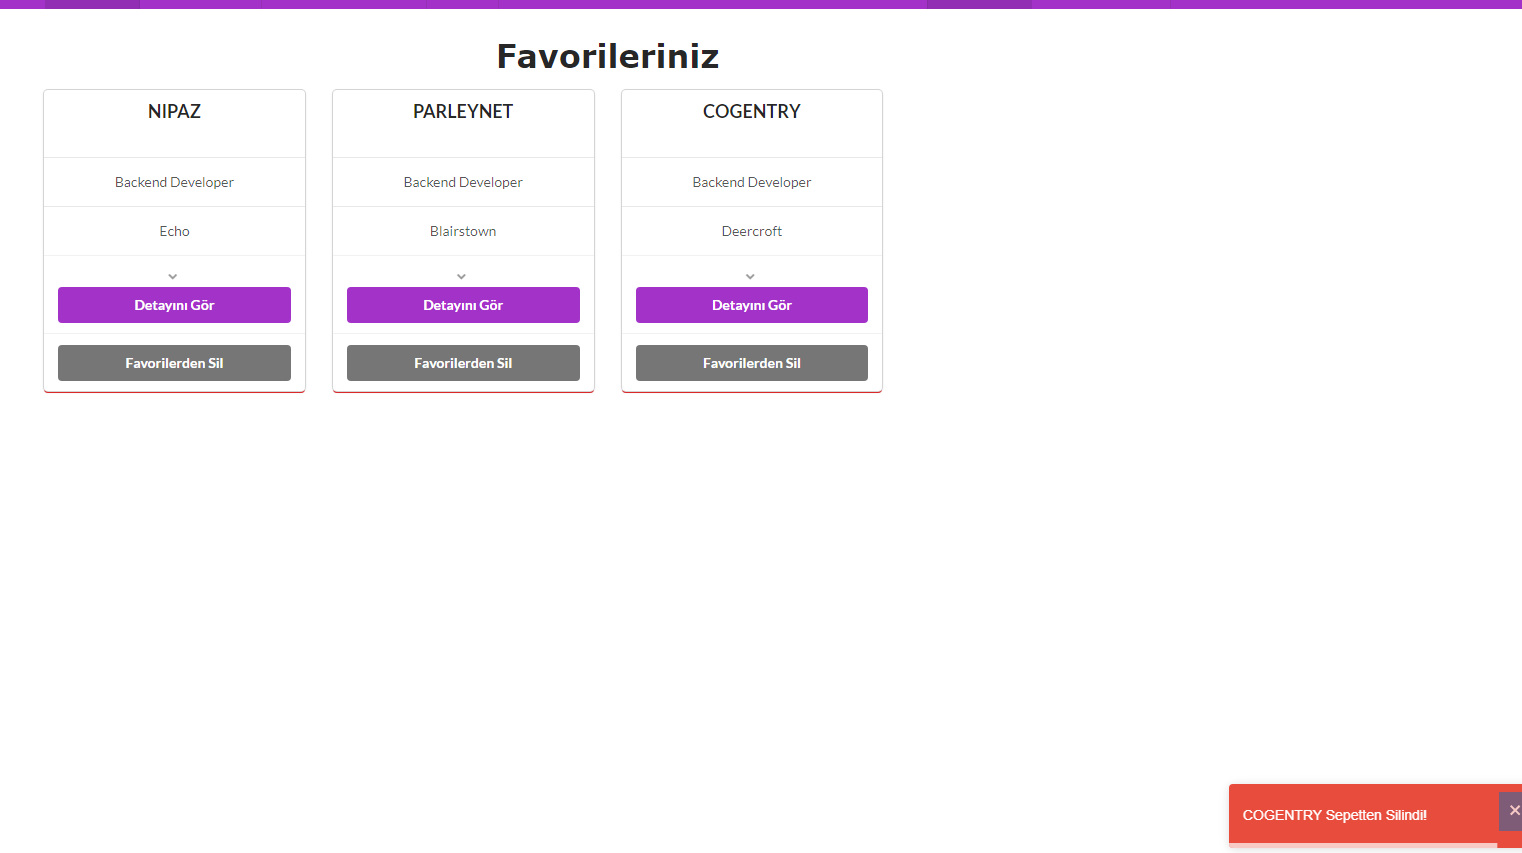 Favorileriniz
NIPAZ
Backend Developer
Echo
Detayını Gör
Favorilerden Sil
PARLEYNET
Backend Developer
Blairstown
Detayını Gör
Favorilerden Sil
COGENTRY
Backend Developer
Deercroft
Detayını Gör
Favorilerden Sil
COGENTRY Sepetten Silindi!